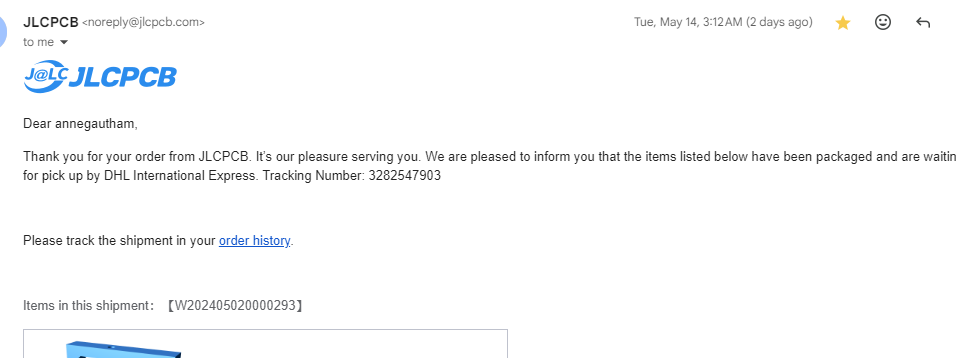 JLCPCB <noreply@jlcpcb.com>
Tue, May 14, 3:12 AM (2 days ago)
to me
J@LC JLCPCB
Dear annegautham,
Thank you for your order from JLCPCB. It's our pleasure serving you. We are pleased to inform you that the items listed below have been packaged and are waitin
for pick up by DHL International Express. Tracking Number: 3282547903
Please track the shipment in your order history.
Items in this shipment: 【W202405020000293】